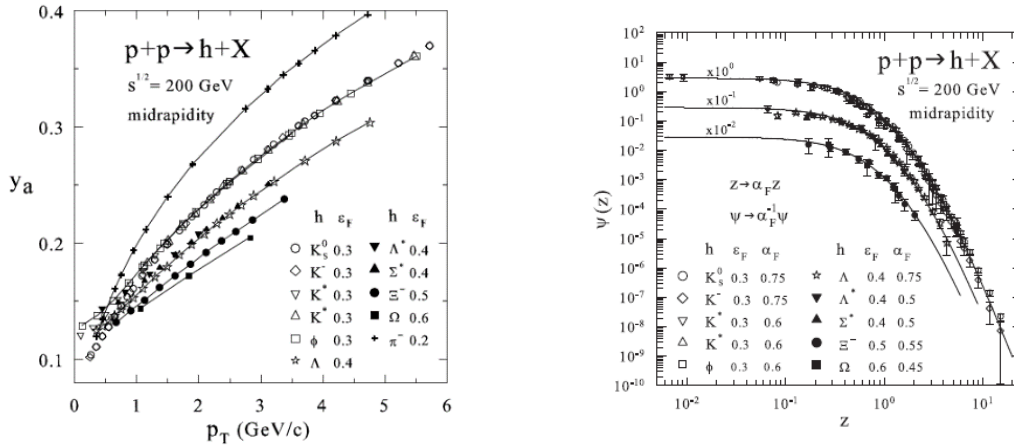 p+p→h+X
s^1/2 = 200 GeV
midrapidity
y_a
0.4
0.3
0.2
0.1
h ε_F h ε_F
○ K_s^0 0.3 ▼ Λ* 0.4
◇ K^- 0.3 ▲ Σ* 0.4
▽ K* 0.3 ● Ξ^- 0.5
△ K* 0.3 ■ Ω 0.6
□ ϕ 0.3 + π^- 0.2
☆ Λ 0.4
0 1 2 3 4 5 6
p_T (GeV/c)
ψ(z)
10^2
10^1
10^0
10^-1
10^-2
10^-3
10^-4
10^-5
10^-6
10^-7
10^-8
10^-9
10^-10
x10^0
x10^-1
x10^-2
p+p→h+X
s^1/2 = 200 GeV
midrapidity
z→α_F z
ψ→α_F^-1 ψ
h ε_F α_F h ε_F α_F
○ K_s^0 0.3 0.75 ☆ Λ 0.4 0.75
◇ K^- 0.3 0.75 ▼ Λ* 0.4 0.5
▽ K* 0.3 0.6 ▲ Σ* 0.4 0.5
△ K* 0.3 0.6 ● Ξ^- 0.5 0.55
□ ϕ 0.3 0.6 ■ Ω 0.6 0.45
10^-2 10^-1 10^0 10^1
z